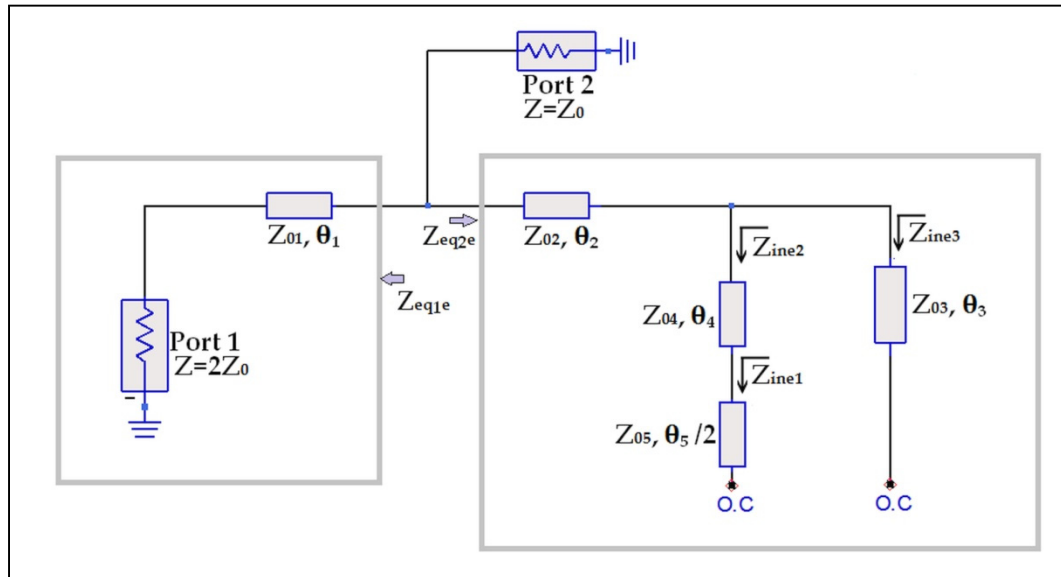 Port 2
Z=Z0
Z01, θ1
Zeq2e
Z02, θ2
Zine2
Zine3
Zeq1e
Z04, θ4
Z03, θ3
Port 1
Z=2Z0
Zine1
Z05, θ5 /2
O.C
O.C